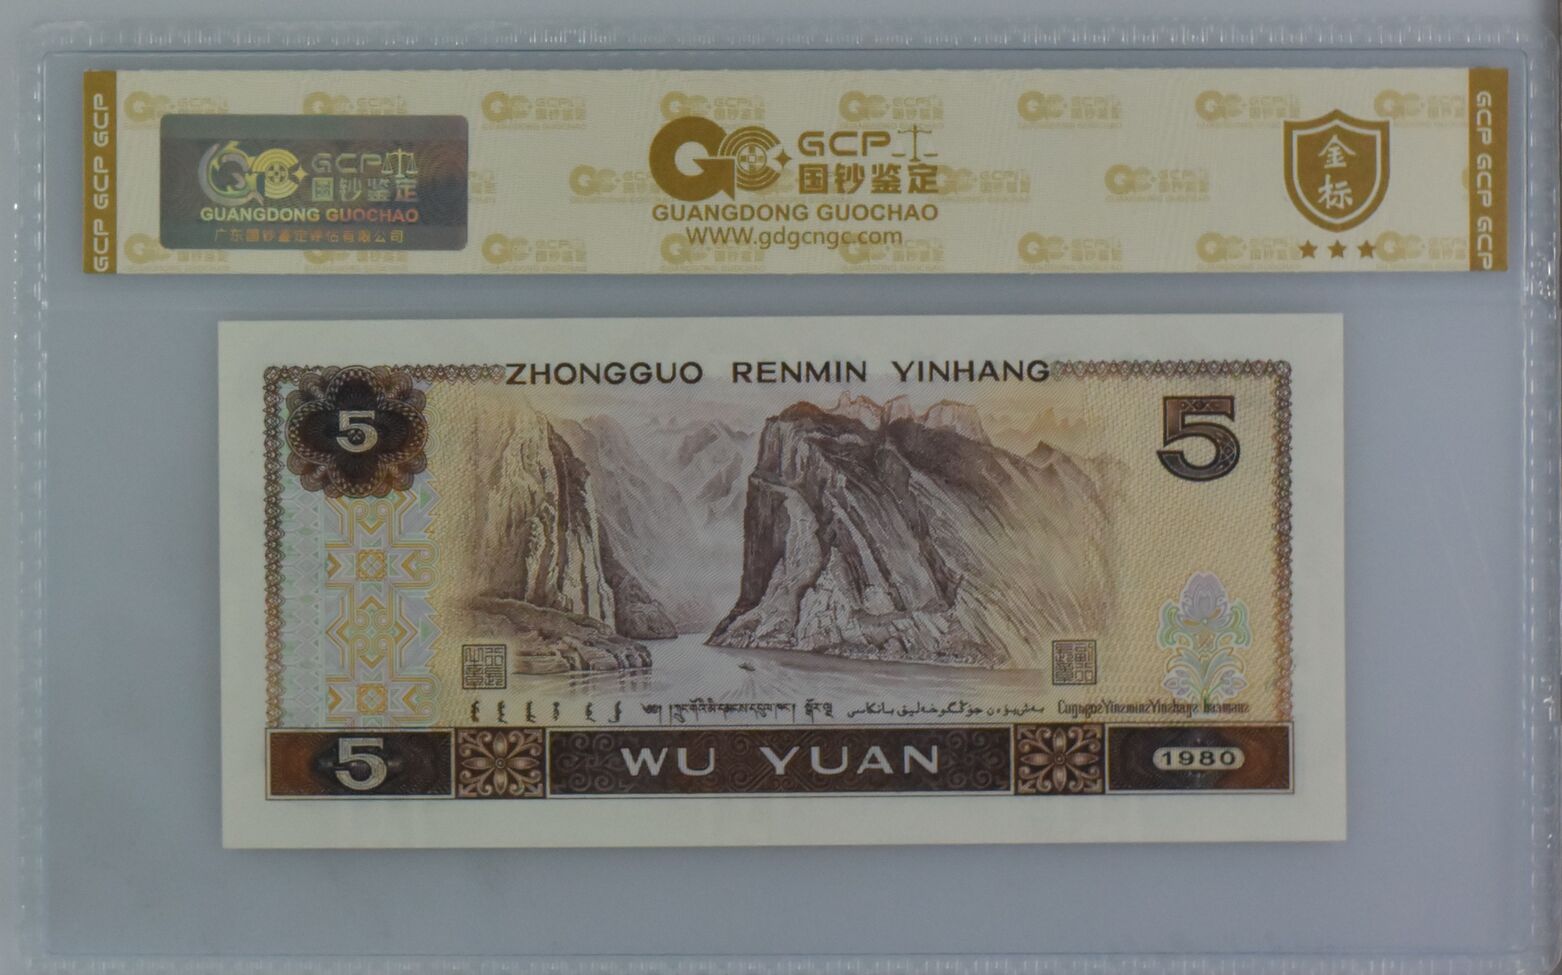 GCP GCP GCP
GCP 国钞鉴定
GUANGDONG GUOCHAO
广东国钞鉴定评估有限公司
GCP
国钞鉴定
GUANGDONG GUOCHAO
WWW.gdgcngc.com
金标
GCP GCP GCP
ZHONGGUO RENMIN YINHANG
5
5
5
WU YUAN
1980